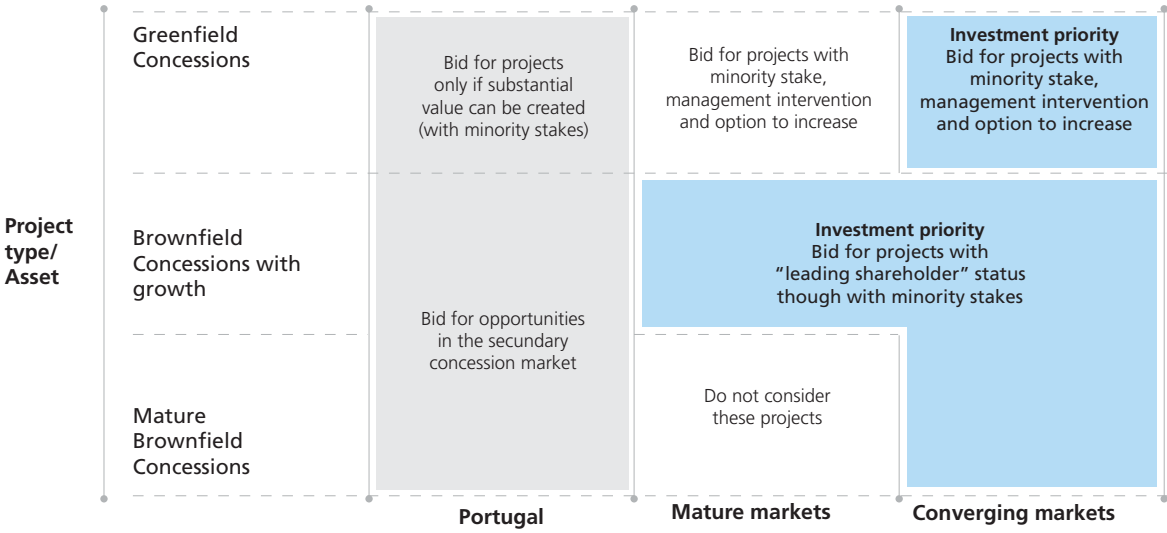 Greenfield
Concessions
Bid for projects
only if substantial
value can be created
(with minority stakes)
Bid for projects with
minority stake,
management intervention
and option to increase
Investment priority
Bid for projects with
minority stake,
management intervention
and option to increase
Project
type/
Asset
Brownfield
Concessions with
growth
Investment priority
Bid for projects with
“leading shareholder” status
though with minority stakes
Bid for opportunities
in the secundary
concession market
Mature
Brownfield
Concessions
Do not consider
these projects
Portugal
Mature markets
Converging markets